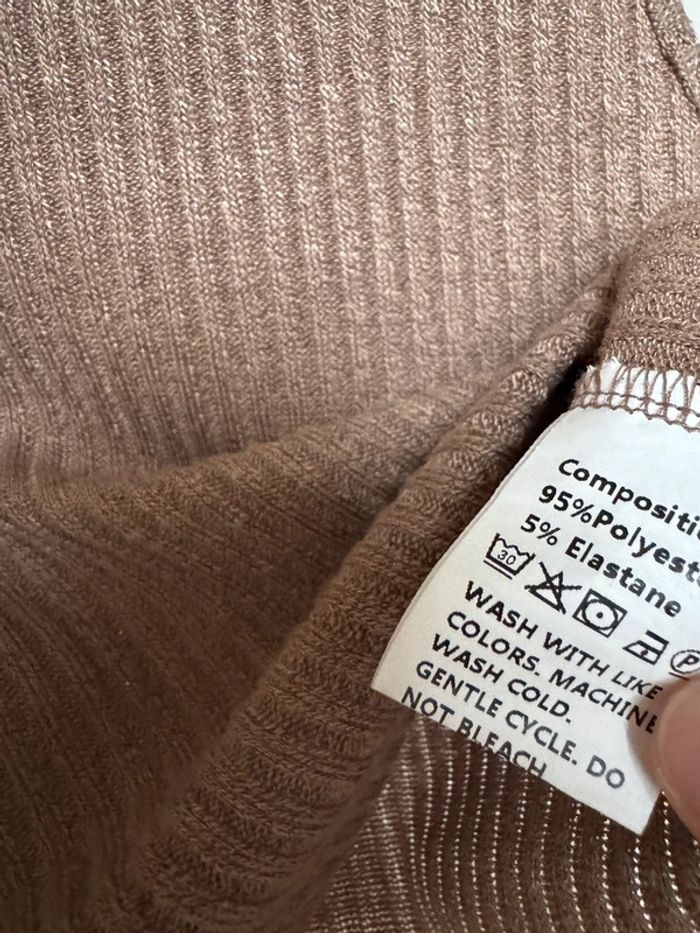 Compositi
95%Polyest
5% Elastane
30
P
WASH WITH LIKE
COLORS. MACHINE
WASH COLD.
GENTLE CYCLE. DO
NOT BLEACH